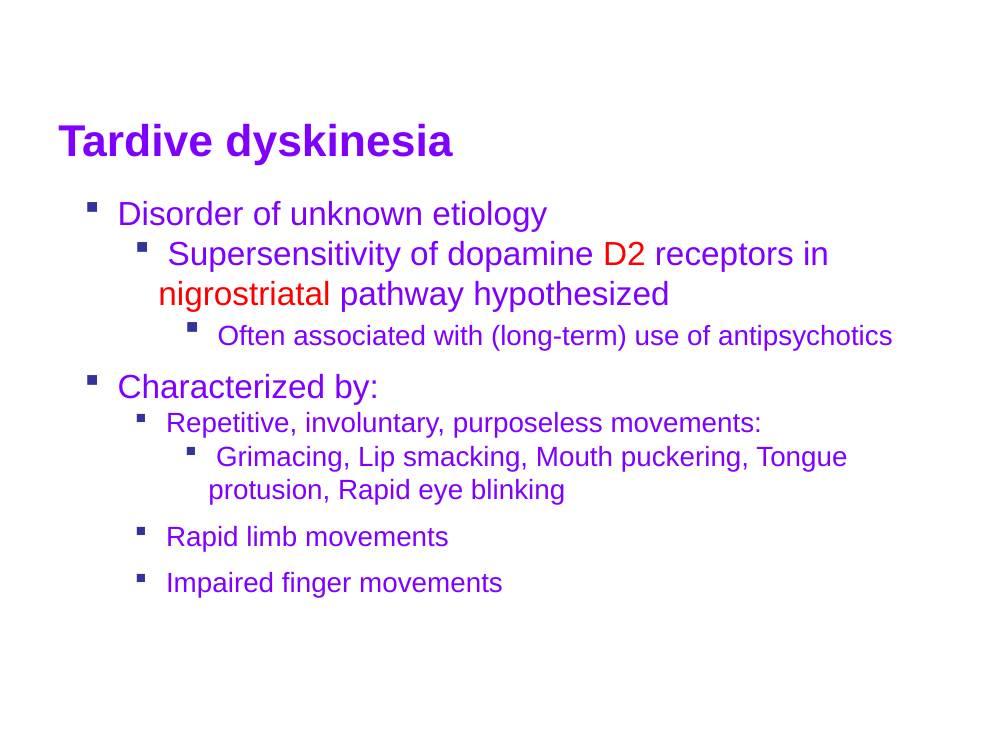 Tardive dyskinesia
▪ Disorder of unknown etiology
▪ Supersensitivity of dopamine D2 receptors in
nigrostriatal pathway hypothesized
▪ Often associated with (long-term) use of antipsychotics
▪ Characterized by:
▪ Repetitive, involuntary, purposeless movements:
▪ Grimacing, Lip smacking, Mouth puckering, Tongue
protusion, Rapid eye blinking
▪ Rapid limb movements
▪ Impaired finger movements